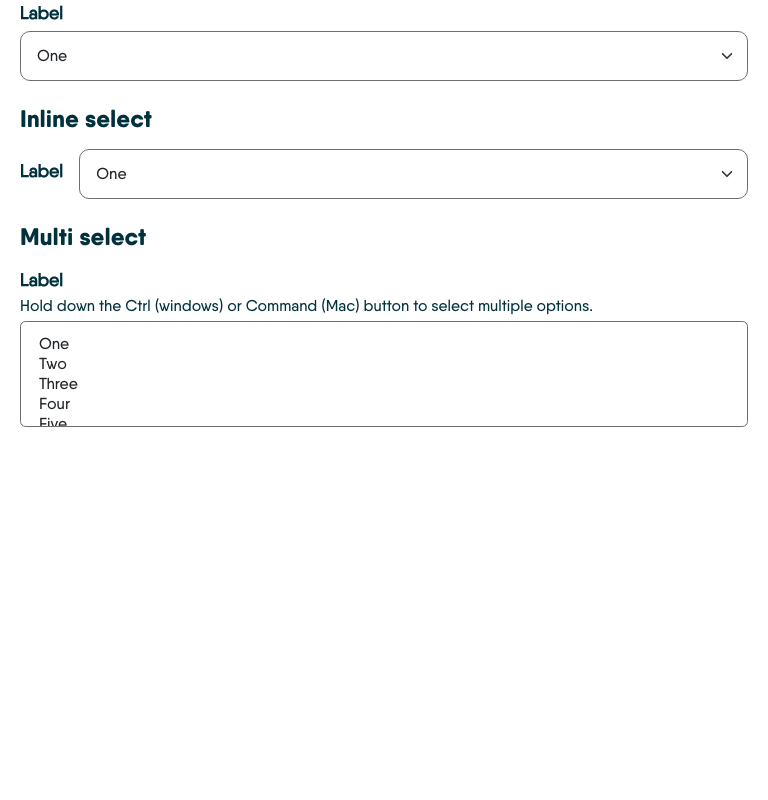 Label
One
Inline select
Label One
Multi select
Label
Hold down the Ctrl (windows) or Command (Mac) button to select multiple options.
One
Two
Three
Four
Five